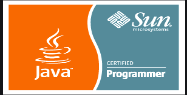 Sun
microsystems
Java
CERTIFIED
Programmer